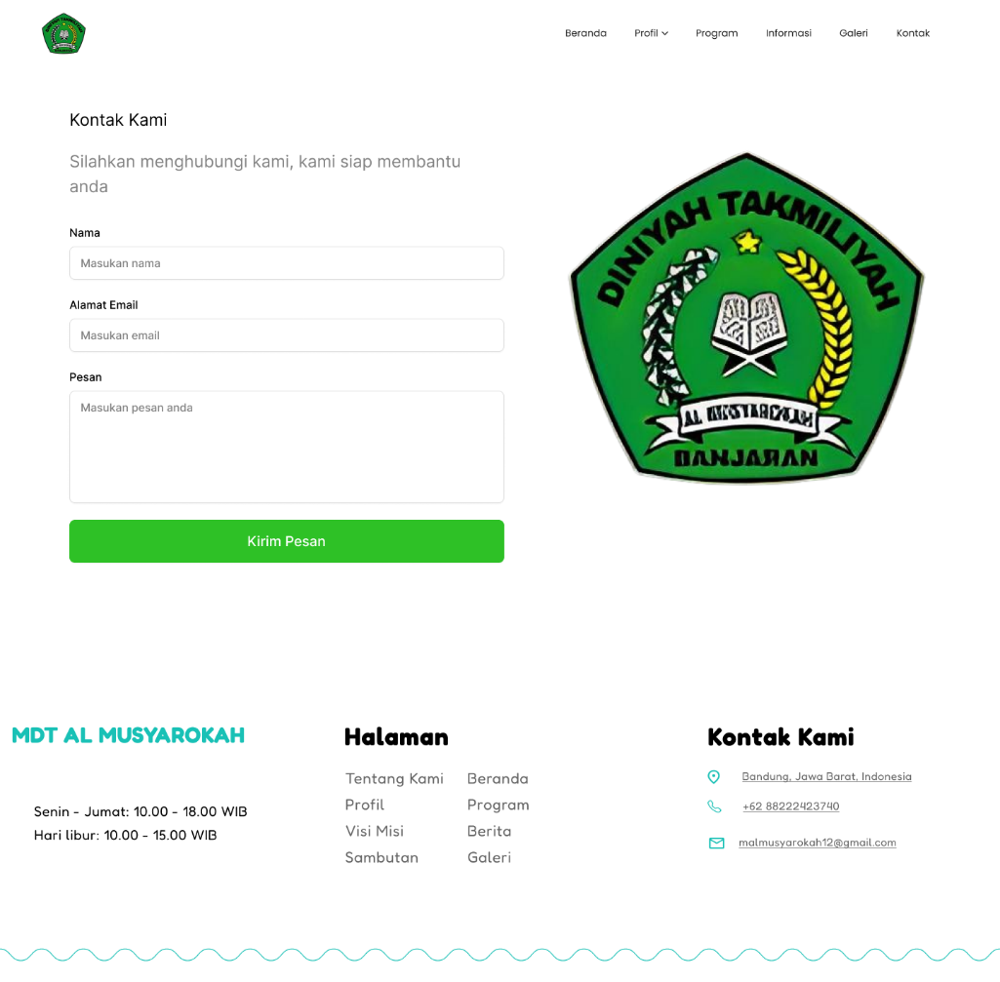 Beranda
Profil
Program
Informasi
Galeri
Kontak
Kontak Kami
Silahkan menghubungi kami, kami siap membantu
anda
Nama
Masukan nama
Alamat Email
Masukan email
Pesan
Masukan pesan anda
Kirim Pesan
DINIYAH TAKMILIYAH
AL MUSYAROKAH
BANJARAN
MDT AL MUSYAROKAH
Senin - Jumat: 10.00 - 18.00 WIB
Hari libur: 10.00 - 15.00 WIB
Halaman
Tentang Kami
Profil
Visi Misi
Sambutan
Beranda
Program
Berita
Galeri
Kontak Kami
Bandung, Jawa Barat, Indonesia
+62 88222423740
malmusyarokah12@gmail.com